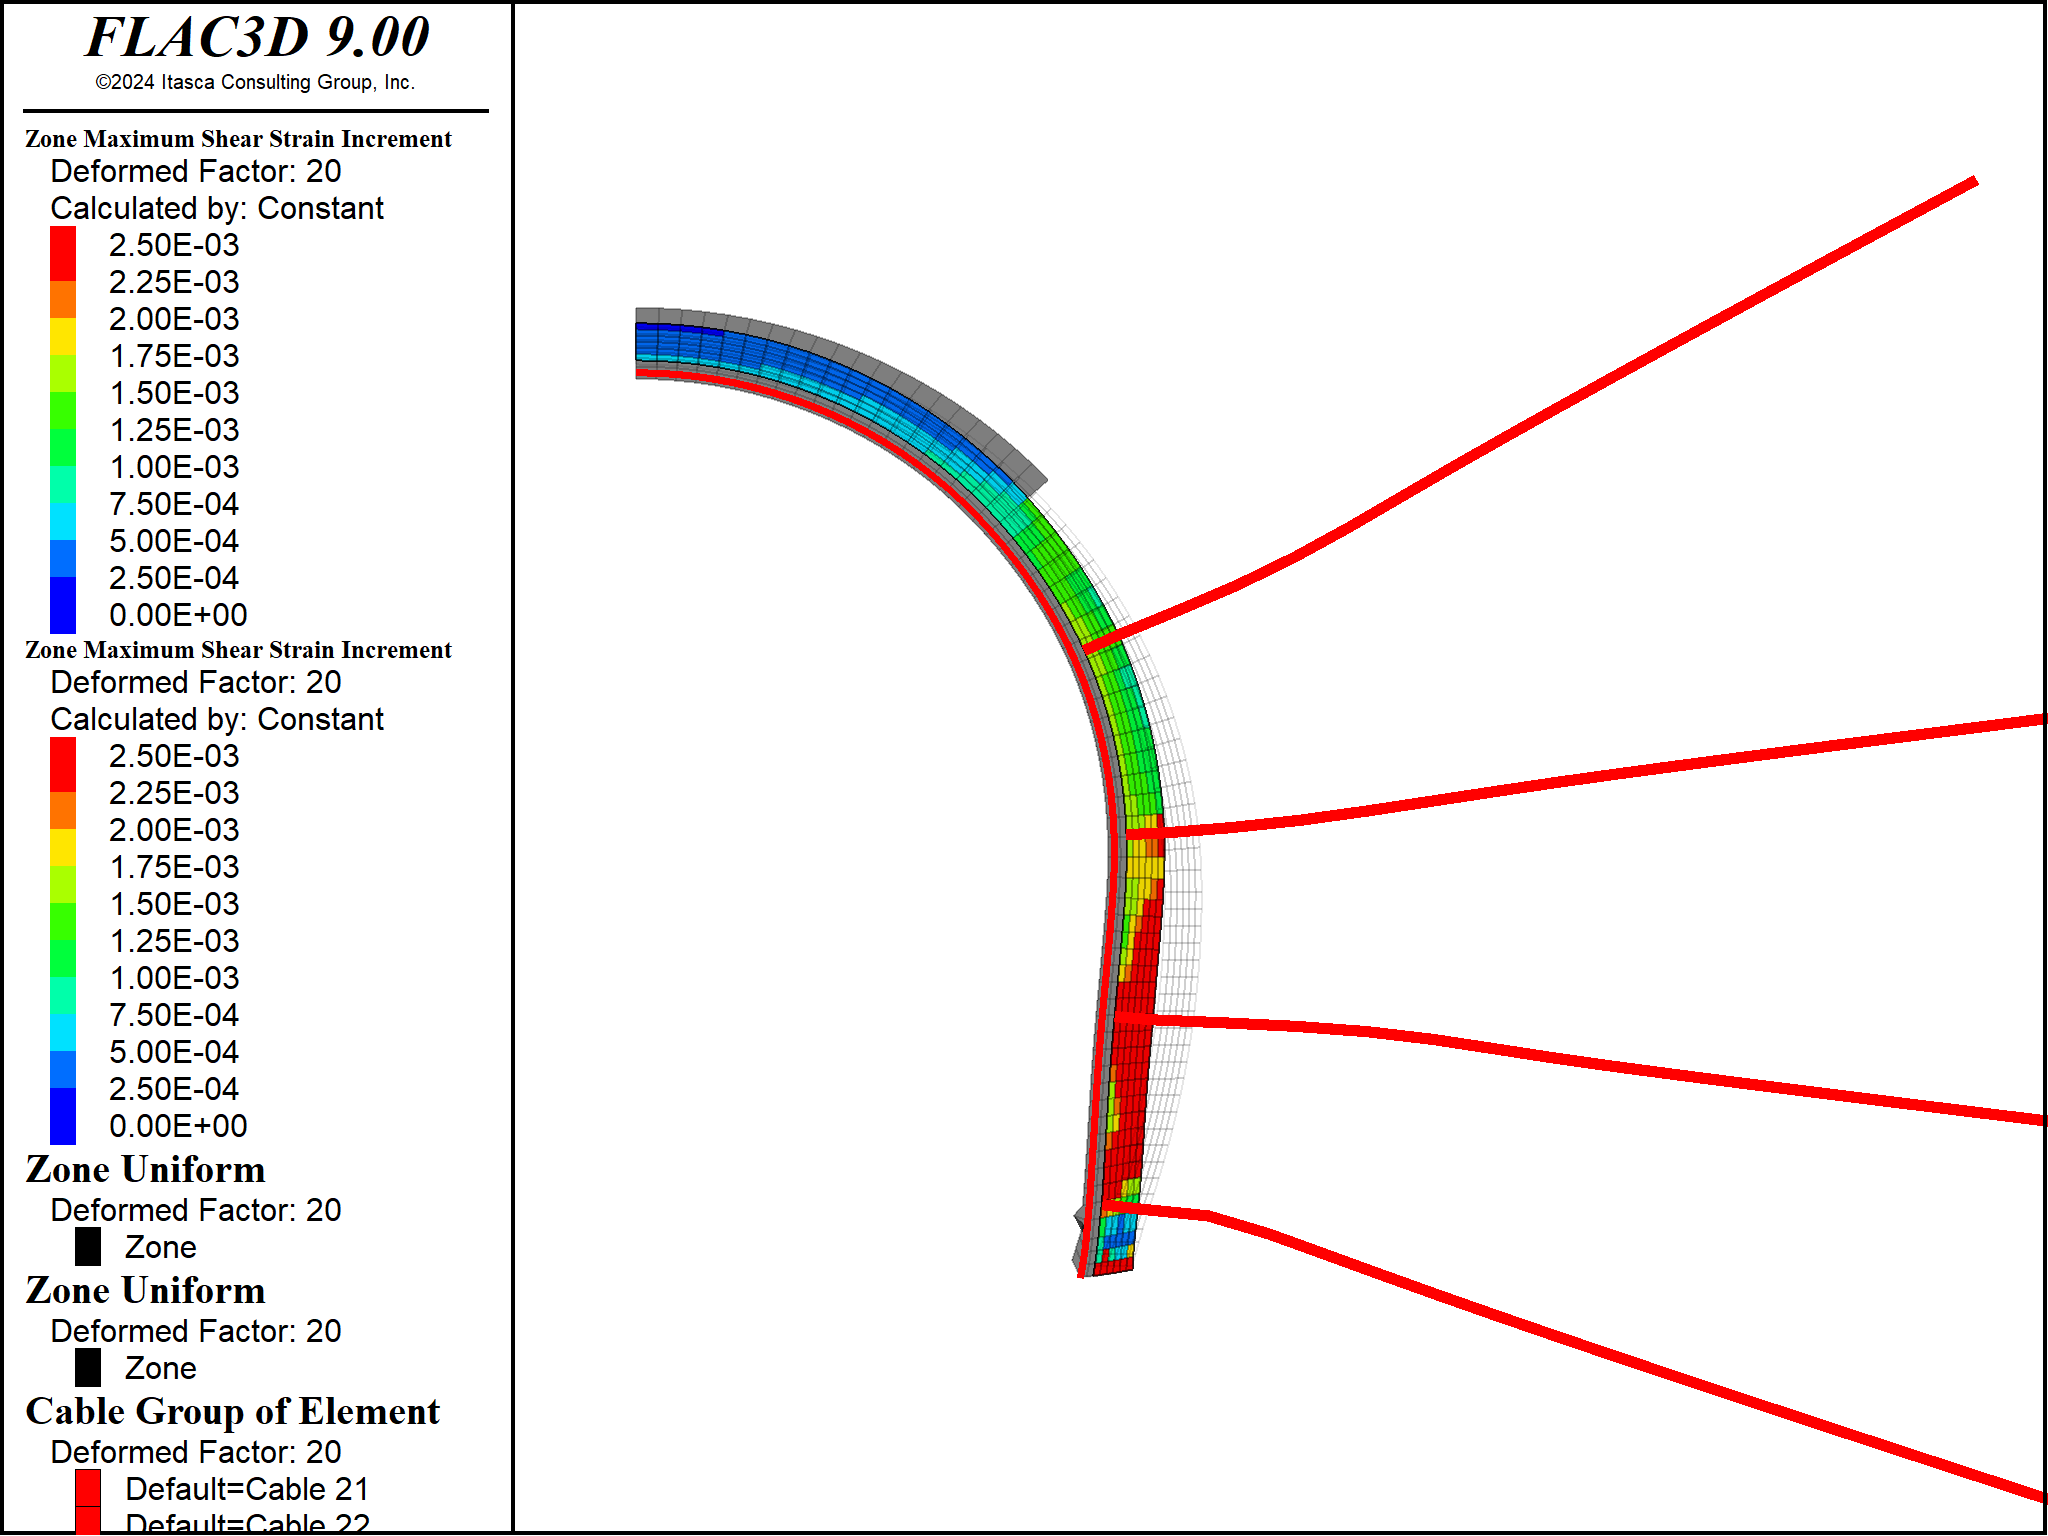 FLAC3D 9.00
©2024 Itasca Consulting Group, Inc.
Zone Maximum Shear Strain Increment
Deformed Factor: 20
Calculated by: Constant
2.50E-03
2.25E-03
2.00E-03
1.75E-03
1.50E-03
1.25E-03
1.00E-03
7.50E-04
5.00E-04
2.50E-04
0.00E+00
Zone Maximum Shear Strain Increment
Deformed Factor: 20
Calculated by: Constant
2.50E-03
2.25E-03
2.00E-03
1.75E-03
1.50E-03
1.25E-03
1.00E-03
7.50E-04
5.00E-04
2.50E-04
0.00E+00
Zone Uniform
Deformed Factor: 20
Zone
Zone Uniform
Deformed Factor: 20
Zone
Cable Group of Element
Deformed Factor: 20
Default=Cable 21
Default=Cable 22